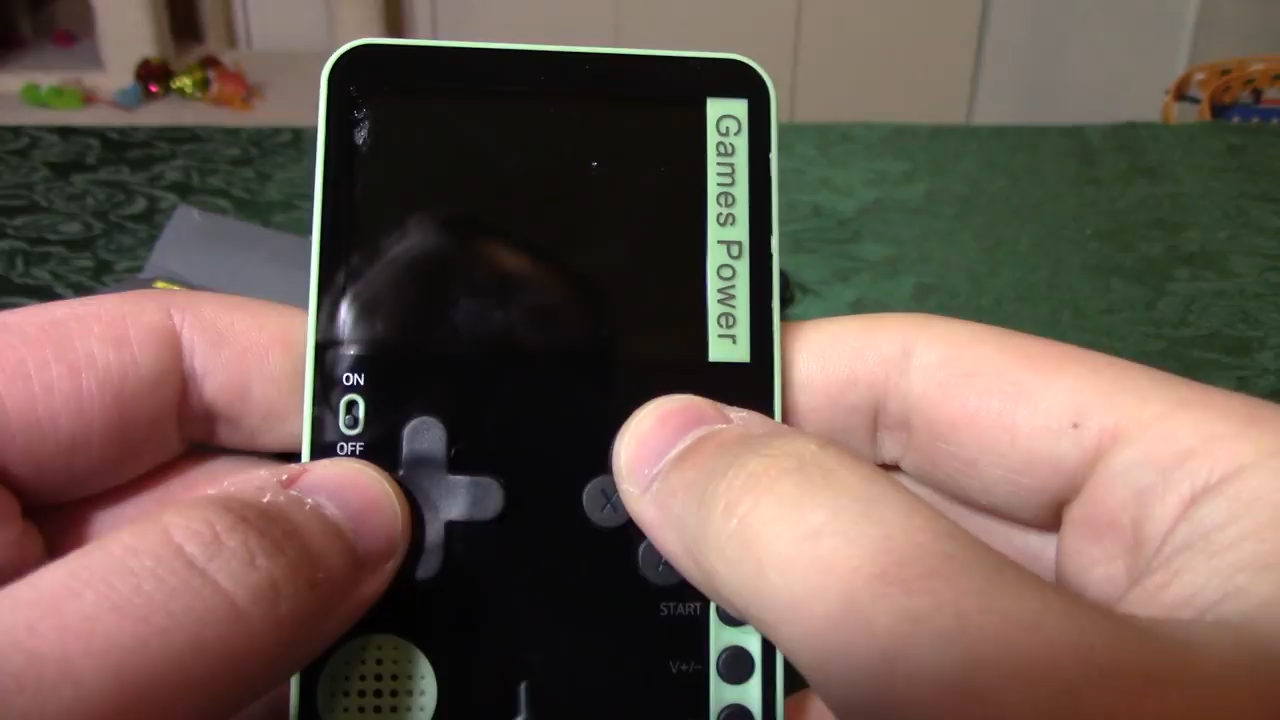 Games Power
ON
OFF
X
START
V+/-